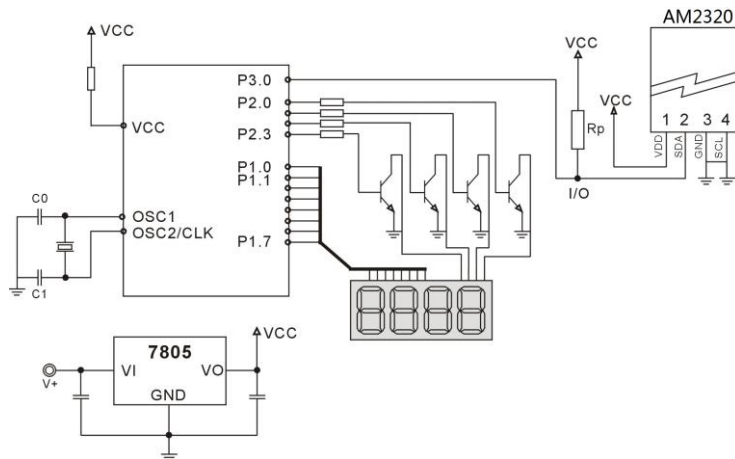 AM2320
VCC
VCC
P3.0
P2.0
VCC
Rp
1 2 3 4
VCC
P2.3
VDD
SDA
GND
SCL
P1.0
P1.1
I/O
C0
OSC1
OSC2/CLK
P1.7
C1
7805
VCC
VI
VO
V+
GND